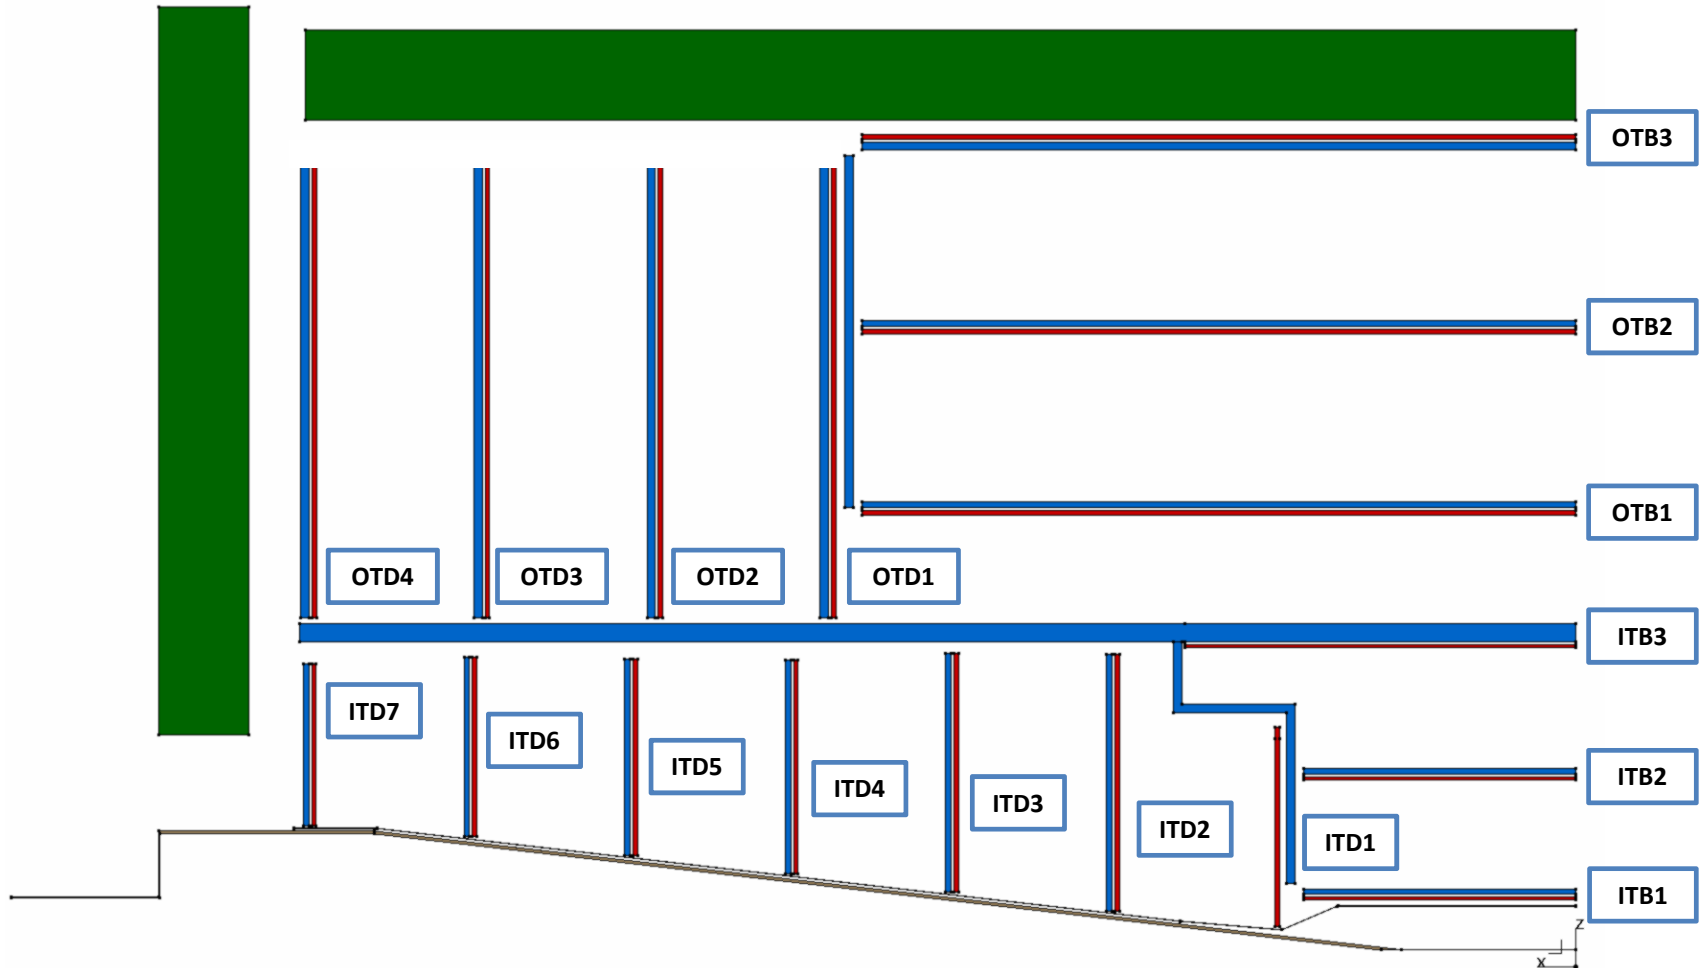 OTB3
OTB2
OTB1
OTD4
OTD3
OTD2
OTD1
ITB3
ITD7
ITD6
ITD5
ITD4
ITD3
ITD2
ITD1
ITB2
ITB1
Z
X